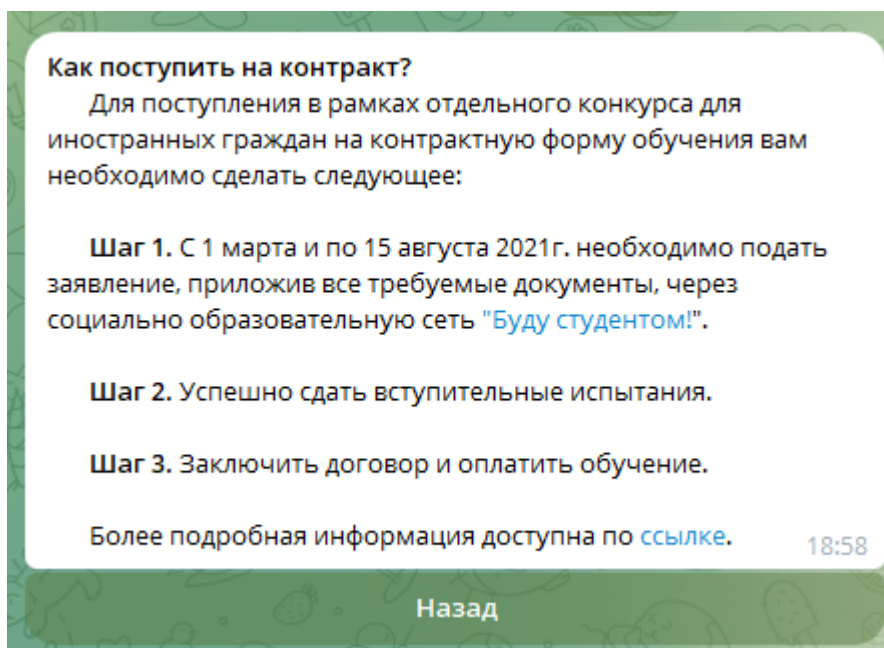 Как поступить на контракт?
Для поступления в рамках отдельного конкурса для
иностранных граждан на контрактную форму обучения вам
необходимо сделать следующее:
Шаг 1. С 1 марта и по 15 августа 2021г. необходимо подать
заявление, приложив все требуемые документы, через
социально образовательную сеть "Буду студентом!".
Шаг 2. Успешно сдать вступительные испытания.
Шаг 3. Заключить договор и оплатить обучение.
Более подробная информация доступна по ссылке.
18:58
Назад